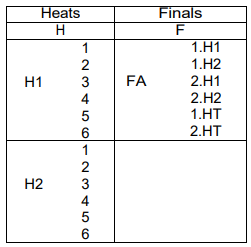 Heats Finals
H F
1 1.H1
2 1.H2
H1 3 FA 2.H1
4 2.H2
5 1.HT
6 2.HT
1
2
H2 3
4
5
6